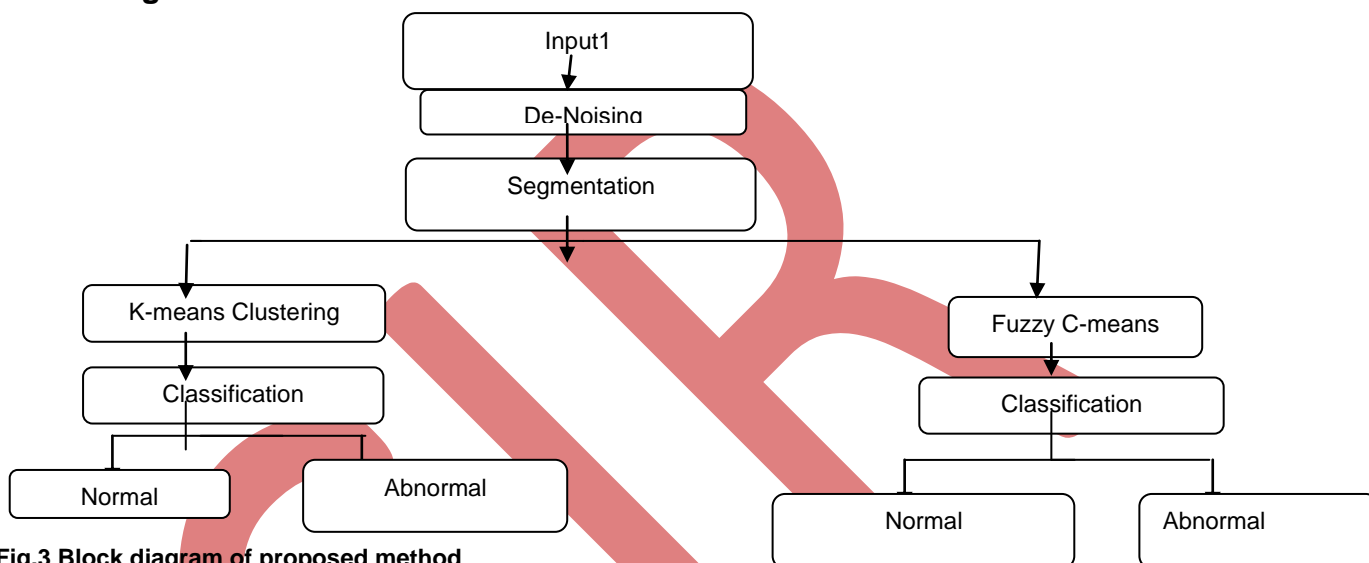 Input1
De-Noising
Segmentation
K-means Clustering
Fuzzy C-means
Classification
Classification
Normal
Abnormal
Normal
Abnormal
Fig.3 Block diagram of proposed method